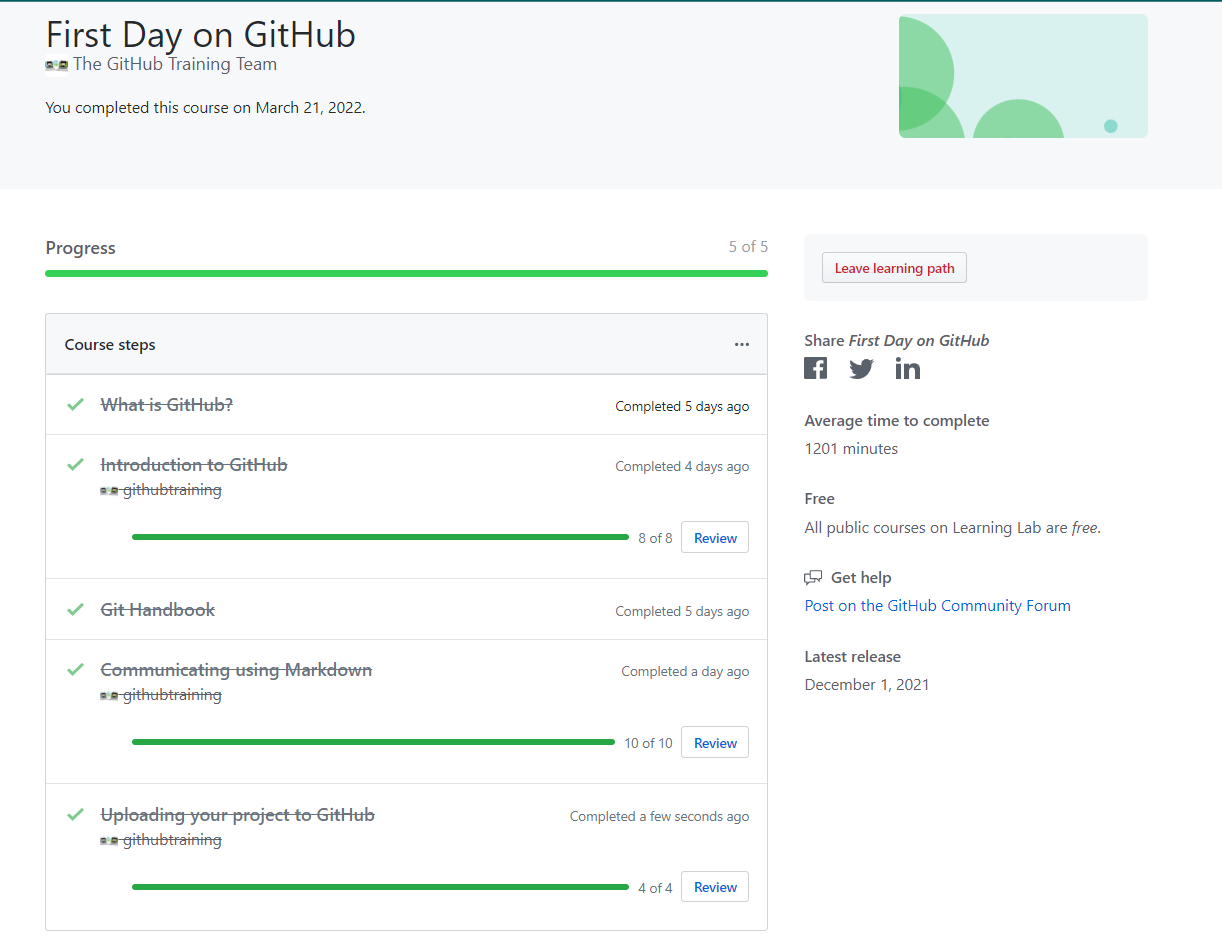 First Day on GitHub
The GitHub Training Team
You completed this course on March 21, 2022.
Progress
5 of 5
Course steps
What is GitHub?
Completed 5 days ago
Introduction to GitHub
Completed 4 days ago
githubtraining
8 of 8
Review
Git Handbook
Completed 5 days ago
Communicating using Markdown
Completed a day ago
githubtraining
10 of 10
Review
Uploading your project to GitHub
Completed a few seconds ago
githubtraining
4 of 4
Review
Leave learning path
Share First Day on GitHub
Average time to complete
1201 minutes
Free
All public courses on Learning Lab are free.
Get help
Post on the GitHub Community Forum
Latest release
December 1, 2021